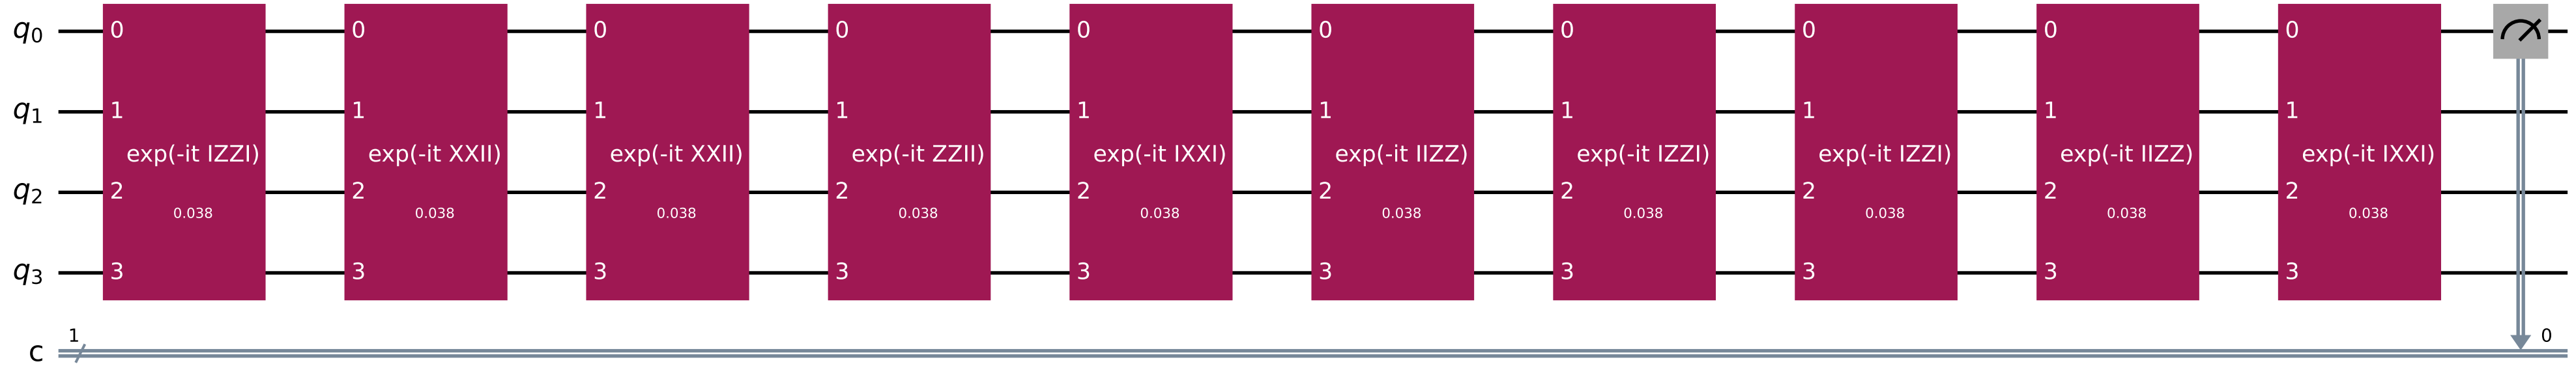 q0 0 0 0 0 0 0 0 0 0 0
q1 1 1 1 1 1 1 1 1 1 1
exp(-it IZZI) exp(-it XXII) exp(-it XXII) exp(-it ZZII) exp(-it IXXI) exp(-it IIZZ) exp(-it IZZI) exp(-it IZZI) exp(-it IIZZ) exp(-it IXXI)
q2 2 2 2 2 2 2 2 2 2 2
0.038 0.038 0.038 0.038 0.038 0.038 0.038 0.038 0.038 0.038
q3 3 3 3 3 3 3 3 3 3 3
1 0
c